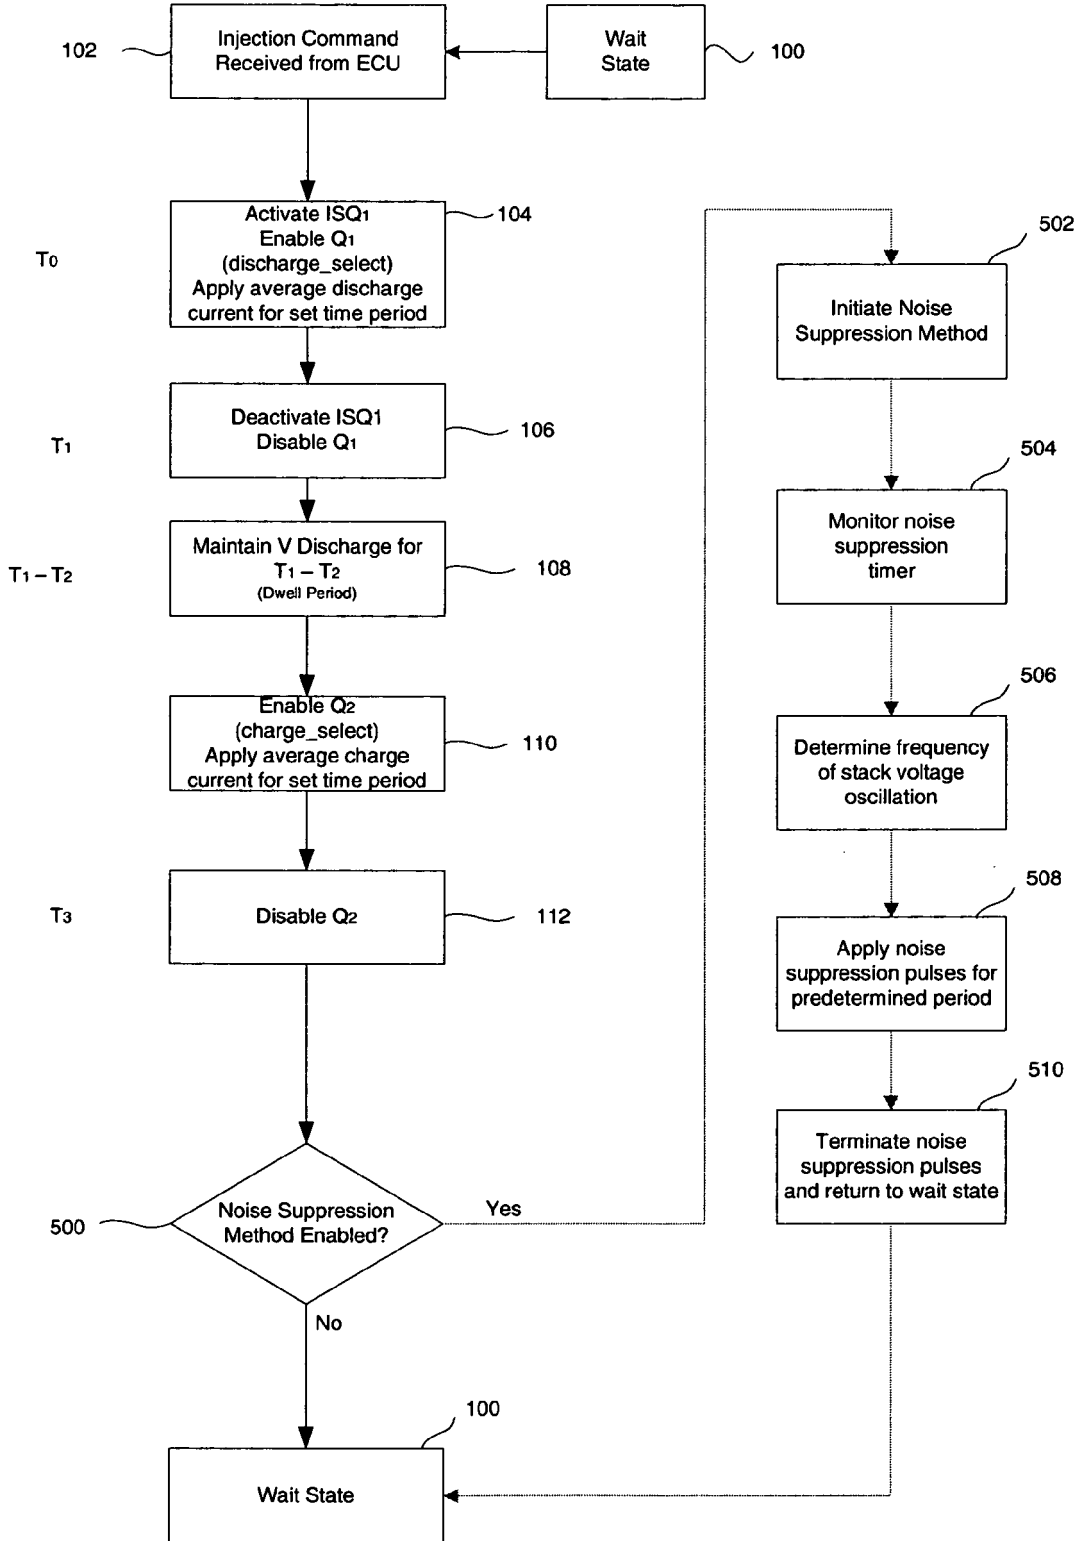 102
Injection Command
Received from ECU
Wait
State
100
T0
Activate ISQ1
Enable Q1
(discharge_select)
Apply average discharge
current for set time period
104
T1
Deactivate ISQ1
Disable Q1
106
T1 – T2
Maintain V Discharge for
T1 – T2
(Dwell Period)
108
Enable Q2
(charge_select)
Apply average charge
current for set time period
110
T3
Disable Q2
112
500
Noise Suppression
Method Enabled?
Yes
No
100
Wait State
502
Initiate Noise
Suppression Method
504
Monitor noise
suppression
timer
506
Determine frequency
of stack voltage
oscillation
508
Apply noise
suppression pulses for
predetermined period
510
Terminate noise
suppression pulses
and return to wait state